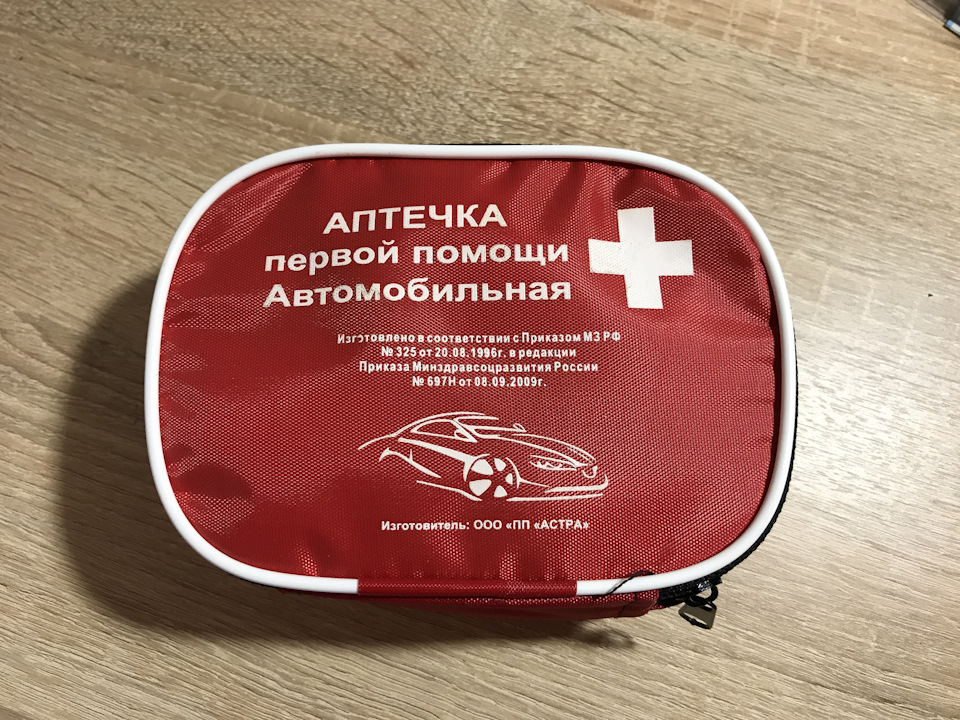 АПТЕЧКА
первой помощи
Автомобильная
Изготовлено в соответствии с Приказом МЗ РФ
№ 325 от 20.08.1996г. в редакции
Приказа Минздравсоцразвития России
№ 697Н от 08.09.2009г.
Изготовитель: ООО «ПП «АСТРА»